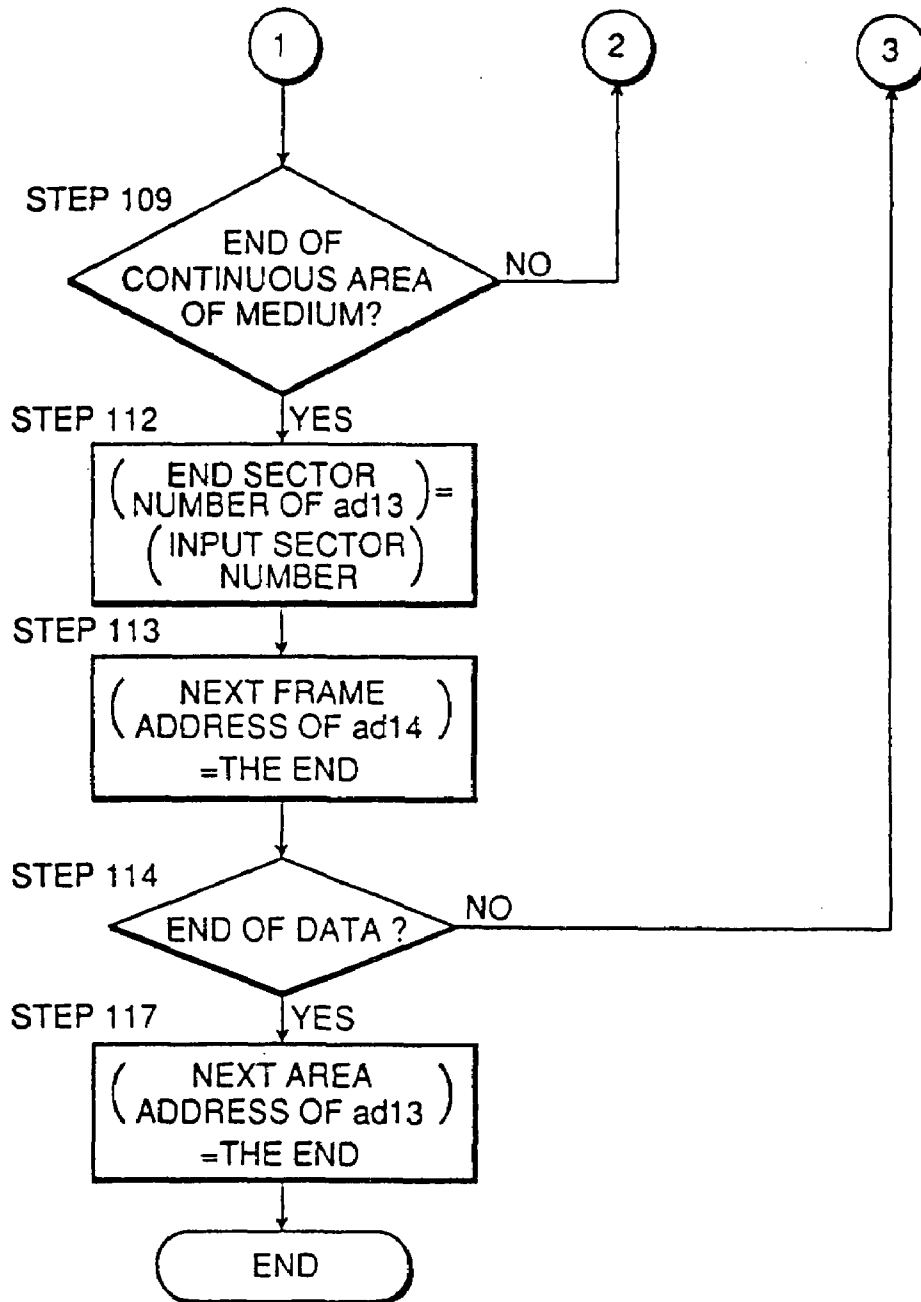 1
2
3
STEP 109
END OF
CONTINUOUS AREA
OF MEDIUM?
NO
STEP 112
YES
( END SECTOR
NUMBER OF ad13 ) =
( INPUT SECTOR
NUMBER )
STEP 113
( NEXT FRAME
ADDRESS OF ad14 )
=THE END
STEP 114
END OF DATA ?
NO
STEP 117
YES
( NEXT AREA
ADDRESS OF ad13 )
=THE END
END